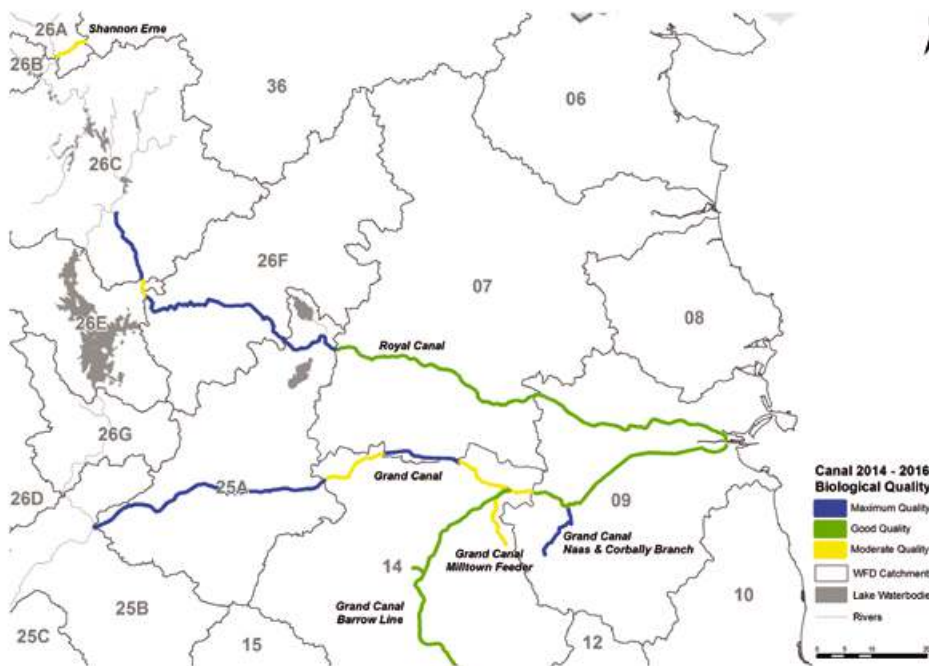 26A
Shannon Erne
26B
36
06
26C
26F
07
26E
08
Royal Canal
26G
Grand Canal
26D
25A
09
Grand Canal
Naas & Corbally Branch
Grand Canal
Milltown Feeder
14
Grand Canal
Barrow Line
25B
10
25C
15
12
Canal 2014 - 2016
Biological Quality
Maximum Quality
Good Quality
Moderate Quality
WFD Catchment
Lake Waterbodie
Rivers